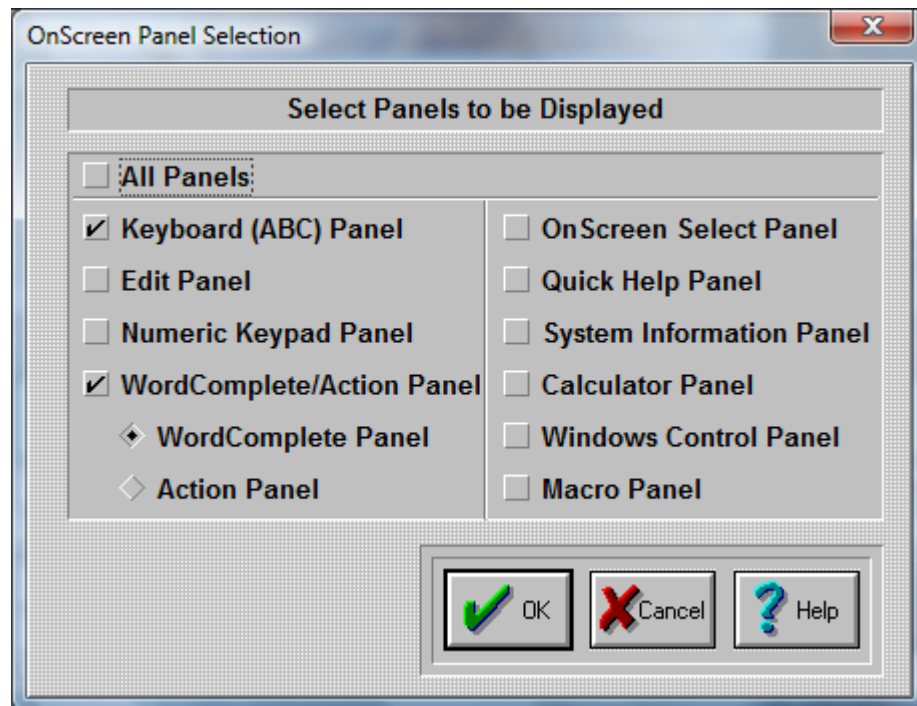 OnScreen Panel Selection
Select Panels to be Displayed
All Panels
Keyboard (ABC) Panel
Edit Panel
Numeric Keypad Panel
WordComplete/Action Panel
WordComplete Panel
Action Panel
OnScreen Select Panel
Quick Help Panel
System Information Panel
Calculator Panel
Windows Control Panel
Macro Panel
OK
Cancel
Help